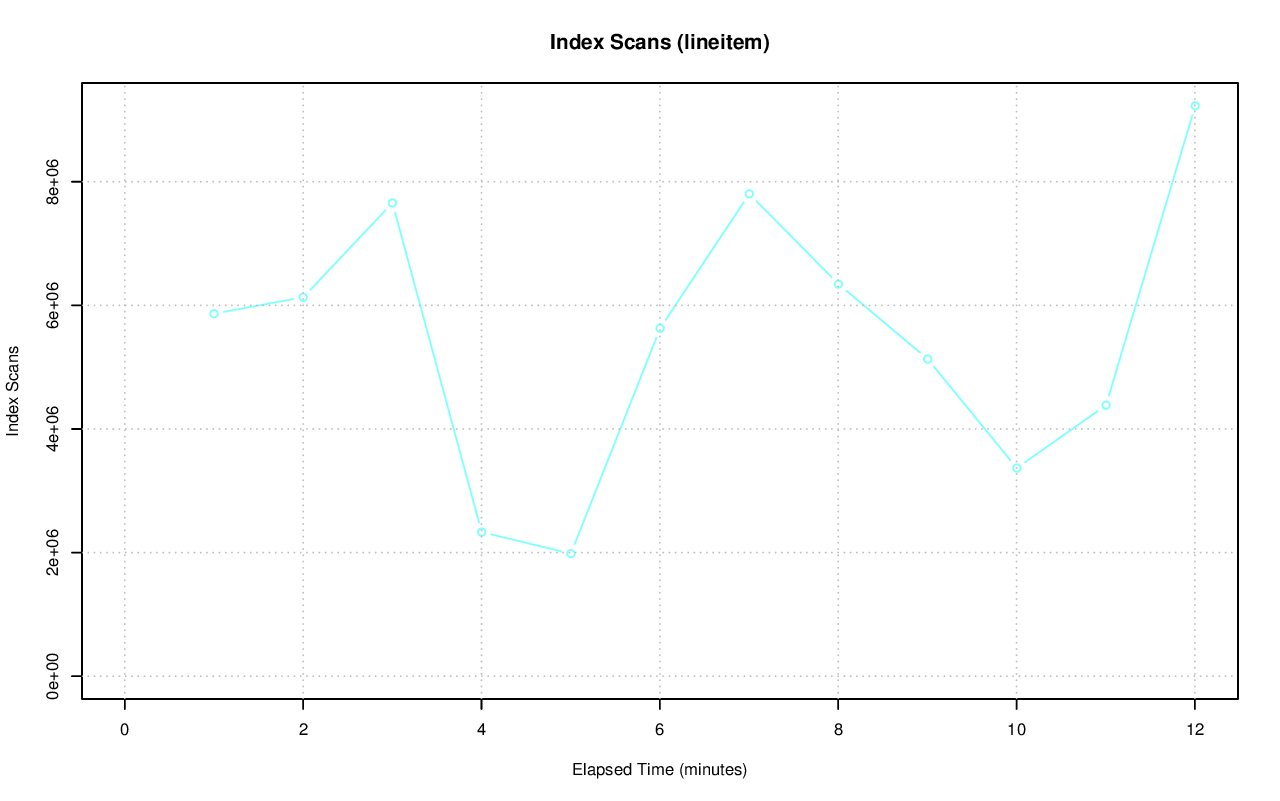 Index Scans (lineitem)
Index Scans
8e+06
6e+06
4e+06
2e+06
0e+00
0 2 4 6 8 10 12
Elapsed Time (minutes)